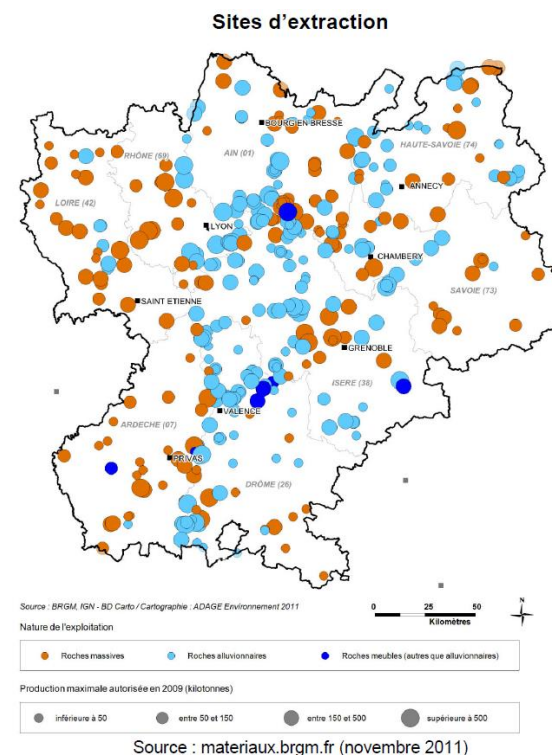 Sites d'extraction
BOURG EN BRESSE
HAUTE-SAVOIE (74)
RHÔNE (69)
AIN (01)
ANNECY
LOIRE (42)
LYON
CHAMBERY
SAVOIE (73)
SAINT ETIENNE
GRENOBLE
ISERE (38)
VALENCE
ARDECHE (07)
PRIVAS
DRÔME (26)
Source : BRGM, IGN - BD Carto / Cartographie : ADAGE Environnement 2011
0 25 50
Kilomètres
N
Nature de l'exploitation
Roches massives
Roches alluvionnaires
Roches meubles (autres que alluvionnaires)
Production maximale autorisée en 2009 (kilotonnes)
inférieure à 50
entre 50 et 150
entre 150 et 500
supérieure à 500
Source : materiaux.brgm.fr (novembre 2011)